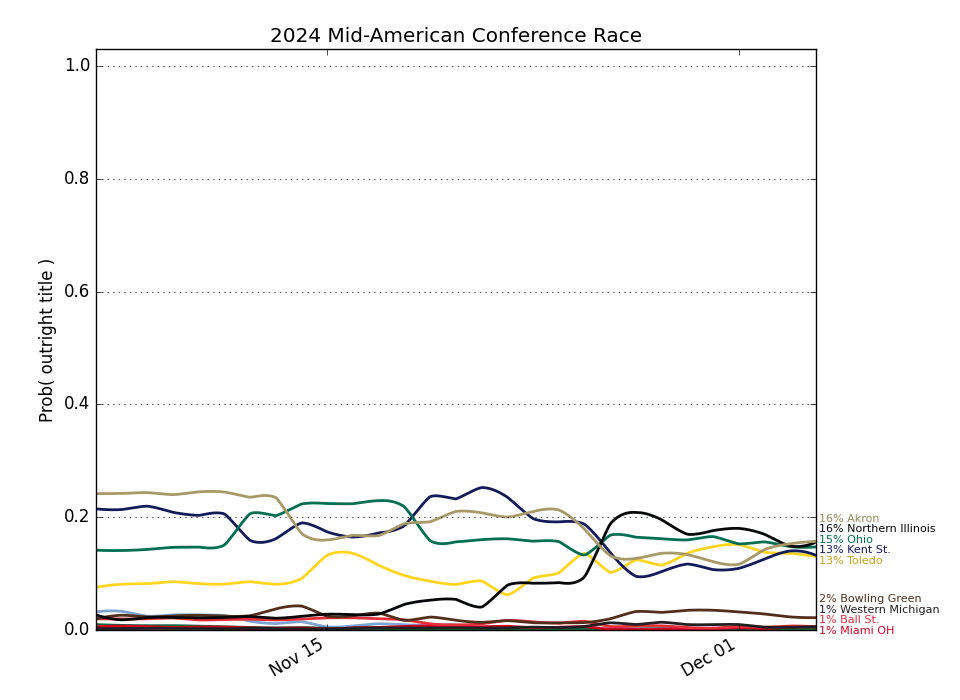 2024 Mid-American Conference Race
Prob( outright title )
1.0
0.8
0.6
0.4
0.2
0.0
Nov 15
Dec 01
16% Akron
16% Northern Illinois
15% Ohio
13% Kent St.
13% Toledo
2% Bowling Green
1% Western Michigan
1% Ball St.
1% Miami OH